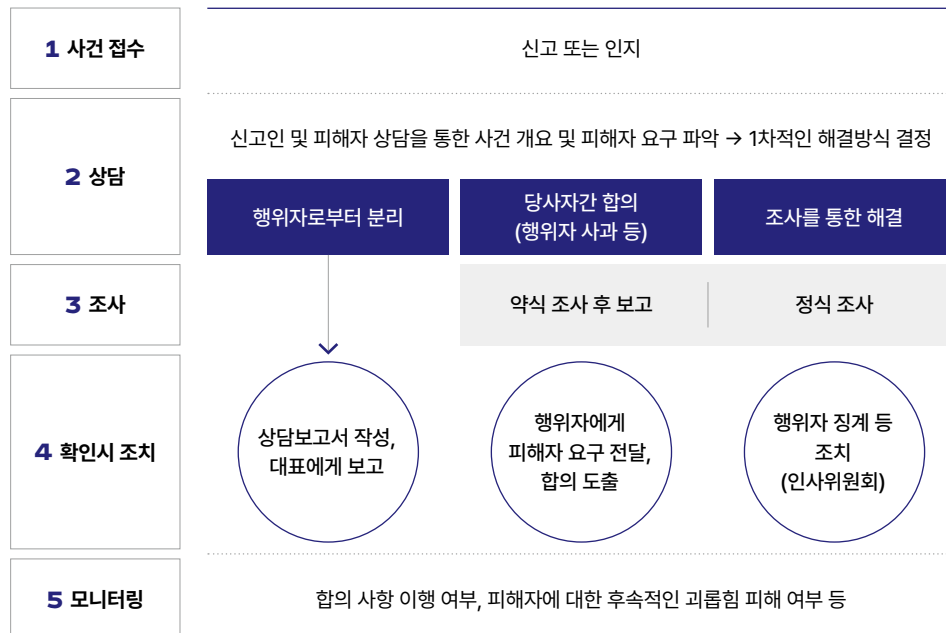 1 사건 접수
신고 또는 인지
2 상담
신고인 및 피해자 상담을 통한 사건 개요 및 피해자 요구 파악 → 1차적인 해결방식 결정
행위자로부터 분리
당사자간 합의
(행위자 사과 등)
조사를 통한 해결
3 조사
약식 조사 후 보고
정식 조사
4 확인시 조치
상담보고서 작성,
대표에게 보고
행위자에게
피해자 요구 전달,
합의 도출
행위자 징계 등
조치
(인사위원회)
5 모니터링
합의 사항 이행 여부, 피해자에 대한 후속적인 괴롭힘 피해 여부 등